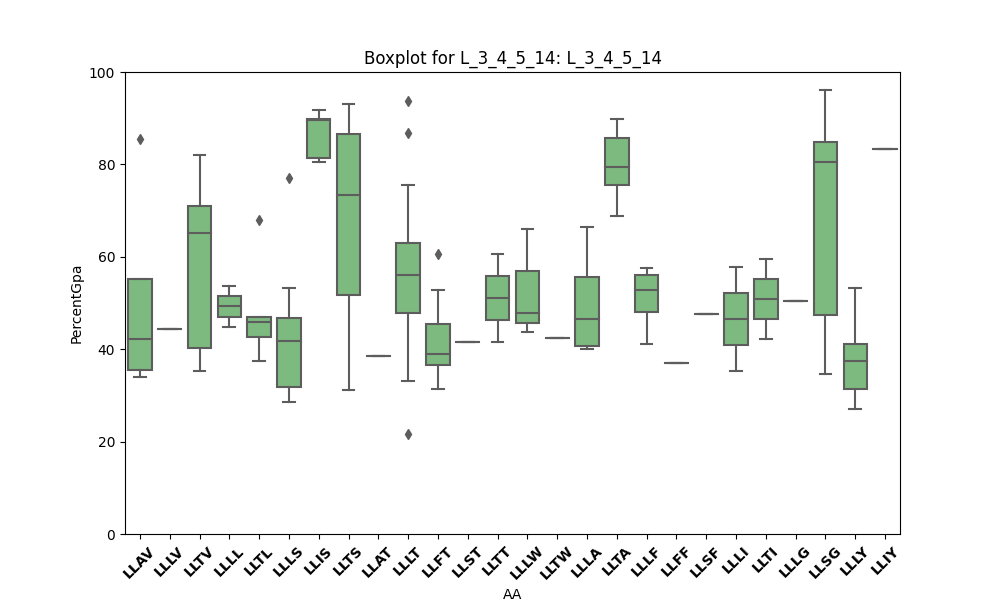 Boxplot for L_3_4_5_14: L_3_4_5_14
100
80
60
40
20
0
PercentGpa
LLAV LLLV LLTV LLLL LLTL LLLS LLIS LLTS LLAT LLLT LLFT LLST LLTT LLLW LLTW LLLA LLTA LLLF LLFF LLSF LLLI LLTI LLLG LLSG LLLY LLIY
AA